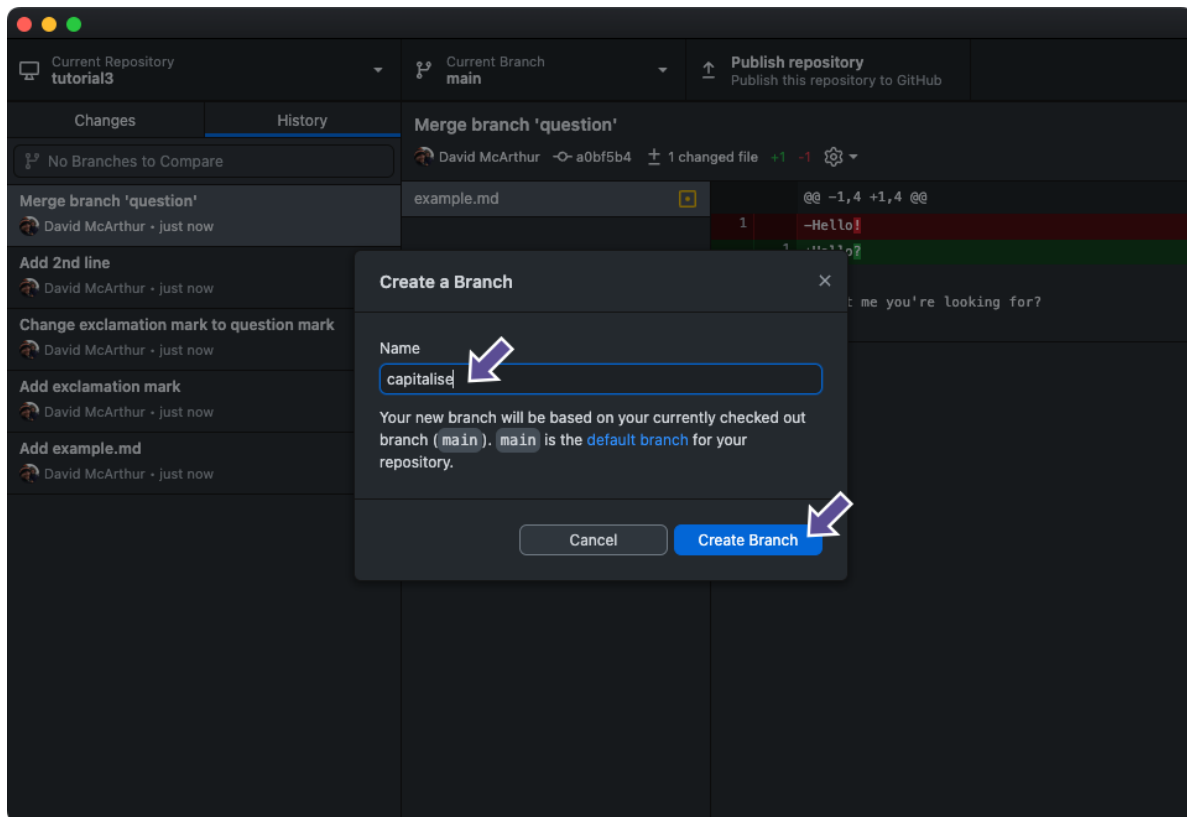 Current Repository
tutorial3
Current Branch
main
Publish repository
Publish this repository to GitHub
Changes
History
No Branches to Compare
Merge branch 'question'
David McArthur • just now
Add 2nd line
David McArthur • just now
Change exclamation mark to question mark
David McArthur • just now
Add exclamation mark
David McArthur • just now
Add example.md
David McArthur • just now
Merge branch 'question'
David McArthur a0bf5b4 1 changed file +1 -1
example.md
@@ -1,4 +1,4 @@
1 -Hello!
1
me you're looking for?
Create a Branch
Name
capitalise
Your new branch will be based on your currently checked out
branch (main). main is the default branch for your
repository.
Cancel
Create Branch